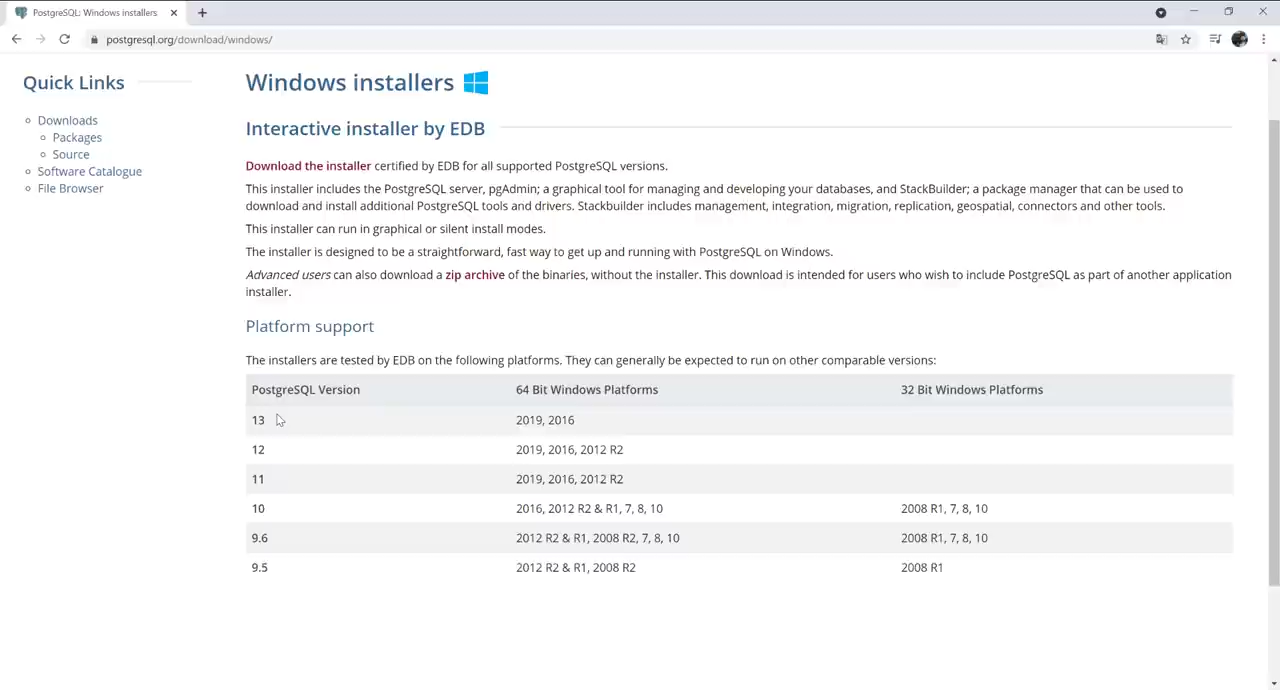 PostgreSQL: Windows installers
postgresql.org/download/windows/
Quick Links
Downloads
Packages
Source
Software Catalogue
File Browser
Windows installers
Interactive installer by EDB
Download the installer certified by EDB for all supported PostgreSQL versions.
This installer includes the PostgreSQL server, pgAdmin; a graphical tool for managing and developing your databases, and StackBuilder; a package manager that can be used to
download and install additional PostgreSQL tools and drivers. Stackbuilder includes management, integration, migration, replication, geospatial, connectors and other tools.
This installer can run in graphical or silent install modes.
The installer is designed to be a straightforward, fast way to get up and running with PostgreSQL on Windows.
Advanced users can also download a zip archive of the binaries, without the installer. This download is intended for users who wish to include PostgreSQL as part of another application
installer.
Platform support
The installers are tested by EDB on the following platforms. They can generally be expected to run on other comparable versions:
PostgreSQL Version 64 Bit Windows Platforms 32 Bit Windows Platforms
13 2019, 2016
12 2019, 2016, 2012 R2
11 2019, 2016, 2012 R2
10 2016, 2012 R2 & R1, 7, 8, 10 2008 R1, 7, 8, 10
9.6 2012 R2 & R1, 2008 R2, 7, 8, 10 2008 R1, 7, 8, 10
9.5 2012 R2 & R1, 2008 R2 2008 R1